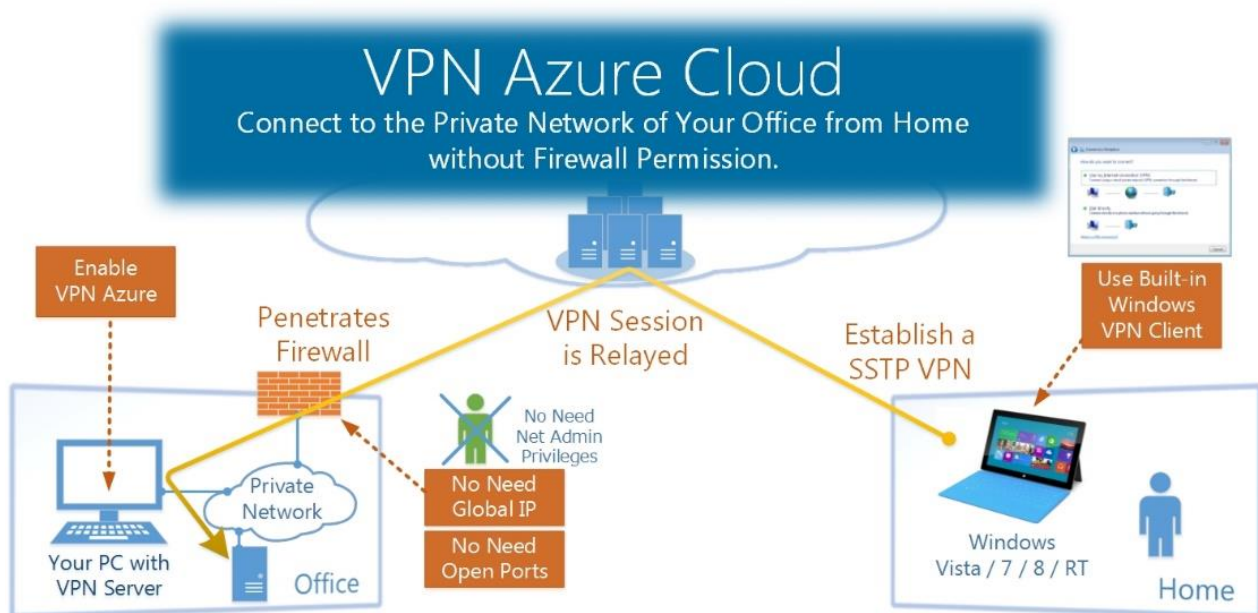 VPN Azure Cloud
Connect to the Private Network of Your Office from Home
without Firewall Permission.
Enable
VPN Azure
Penetrates
Firewall
VPN Session
is Relayed
Establish a
SSTP VPN
Use Built-in
Windows
VPN Client
No Need
Net Admin
Privileges
No Need
Global IP
No Need
Open Ports
Private
Network
Your PC with
VPN Server
Office
Windows
Vista / 7 / 8 / RT
Home